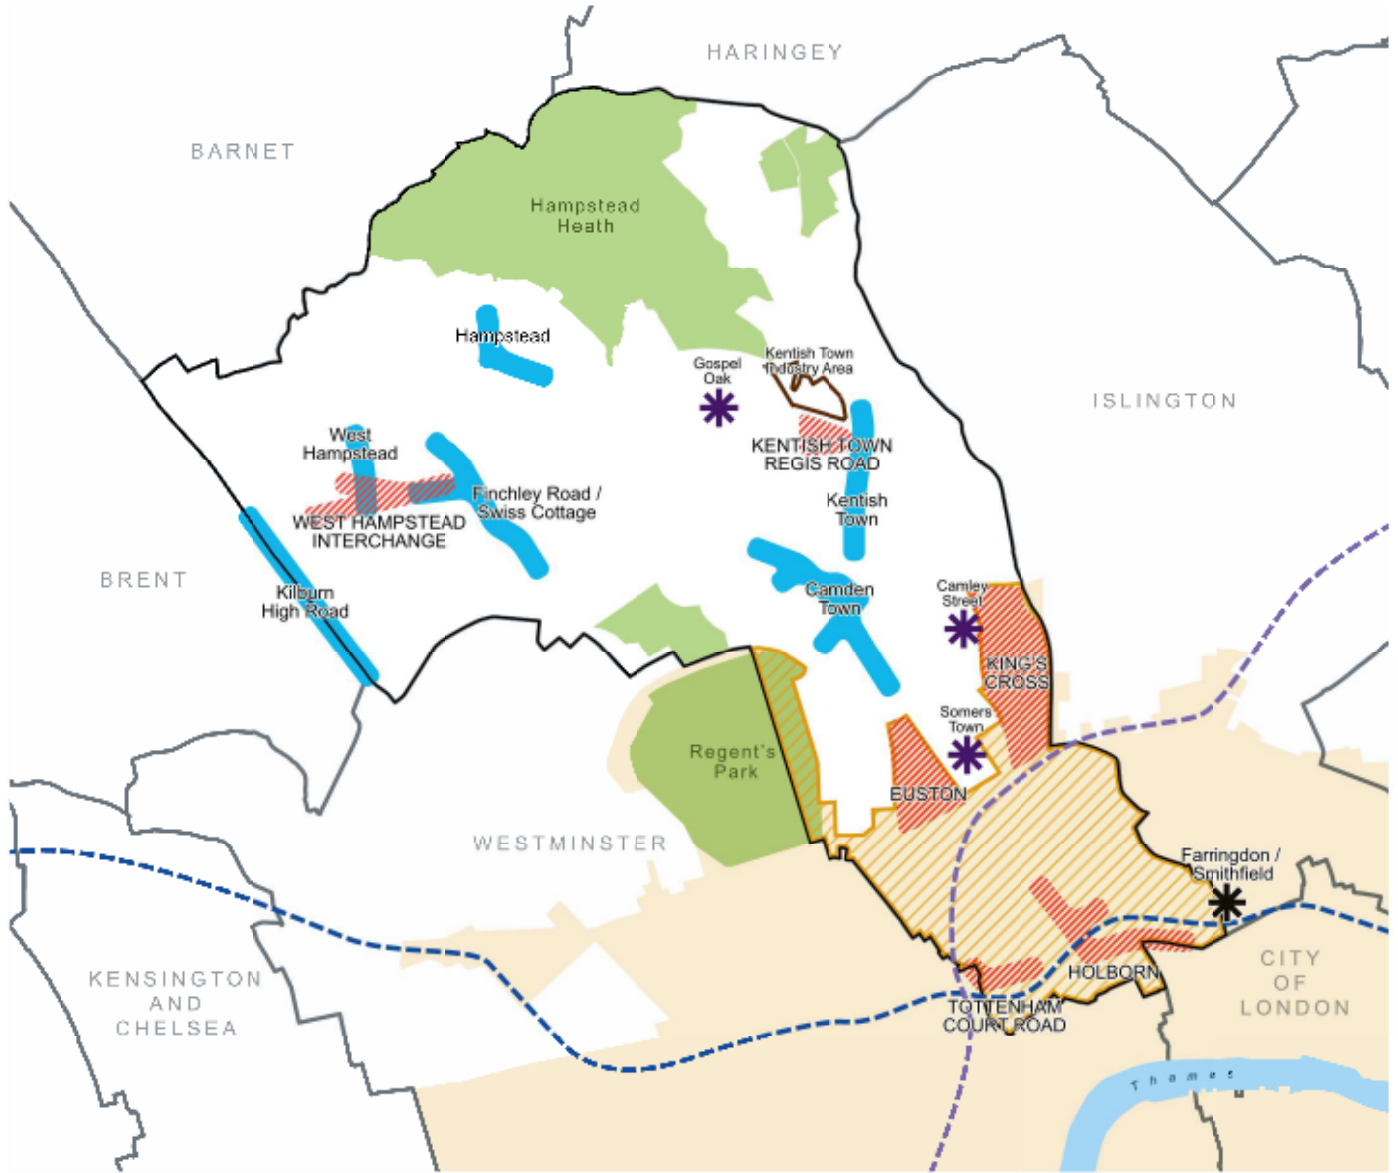 HARINGEY
BARNET
Hampstead
Heath
Hampstead
Gospel
Oak
Kentish Town
Industry Area
ISLINGTON
West
Hampstead
KENTISH TOWN
REGIS ROAD
Finchley Road /
Swiss Cottage
Kentish
Town
WEST HAMPSTEAD
INTERCHANGE
BRENT
Kilburn
High Road
Camden
Town
Camley
Street
KING'S
CROSS
Somers
Town
Regent's
Park
EUSTON
WESTMINSTER
Farringdon /
Smithfield
KENSINGTON
AND
CHELSEA
HOLBORN
CITY
OF
LONDON
TOTTENHAM
COURT ROAD
Thames